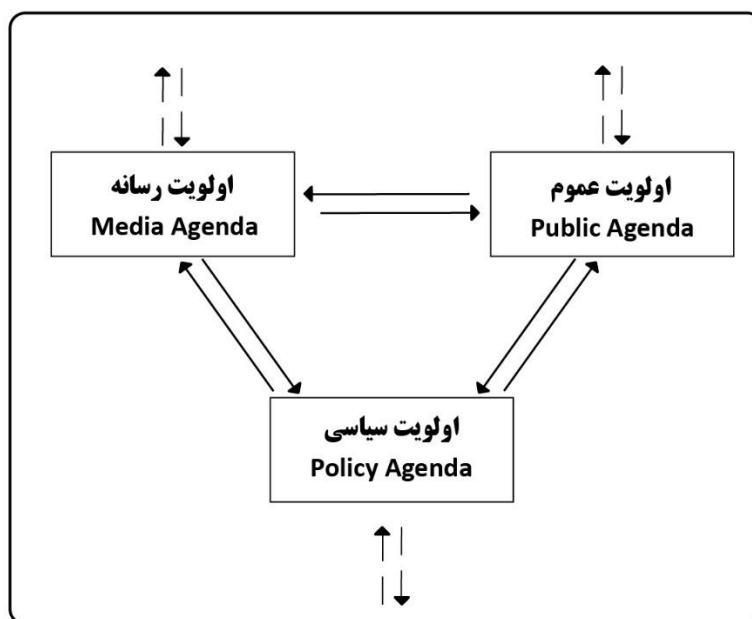 اولویت رسانه
Media Agenda
اولویت عموم
Public Agenda
اولویت سیاسی
Policy Agenda